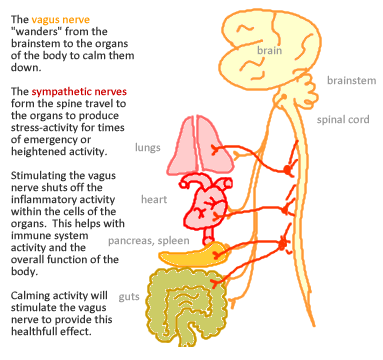 The vagus nerve
"wanders" from the
brainstem to the organs
of the body to calm them
down.
The sympathetic nerves
form the spine travel to
the organs to produce
stress-activity for times
of emergency or
heightened activity.
Stimulating the vagus
nerve shuts off the
inflammatory activity
within the cells of the
organs. This helps with
immune system
activity and the
overall function of the
body.
Calming activity will
stimulate the vagus
nerve to provide this
healthfull effect.
brain
brainstem
spinal cord
lungs
heart
pancreas, spleen
guts